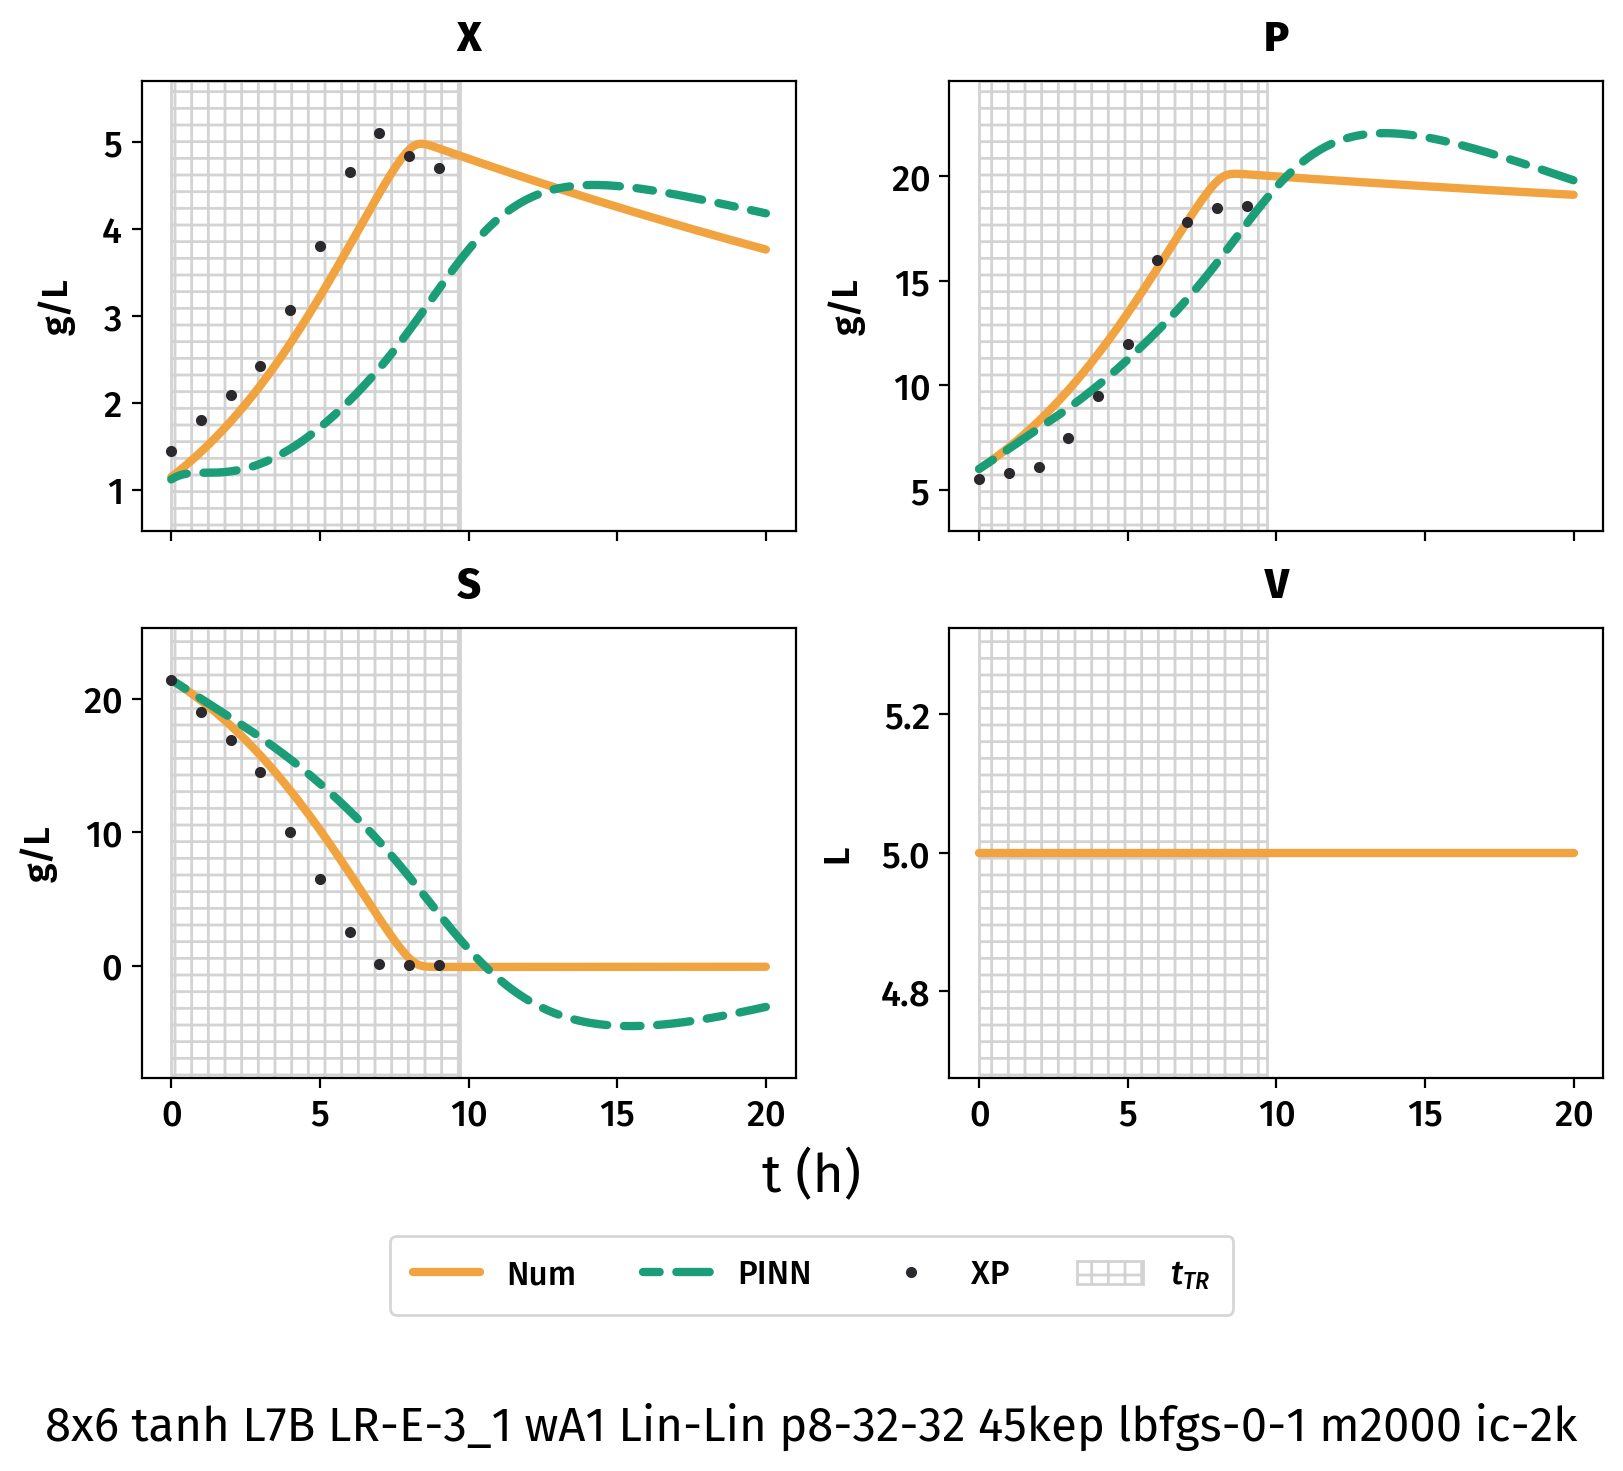 X
P
5
4
3
2
1
g/L
20
15
10
5
g/L
S
V
20
10
0
g/L
5.2
5.0
4.8
L
0 5 10 15 20
0 5 10 15 20
t (h)
Num PINN XP tTR
8x6 tanh L7B LR-E-3_1 wA1 Lin-Lin p8-32-32 45kep lbfgs-0-1 m2000 ic-2k